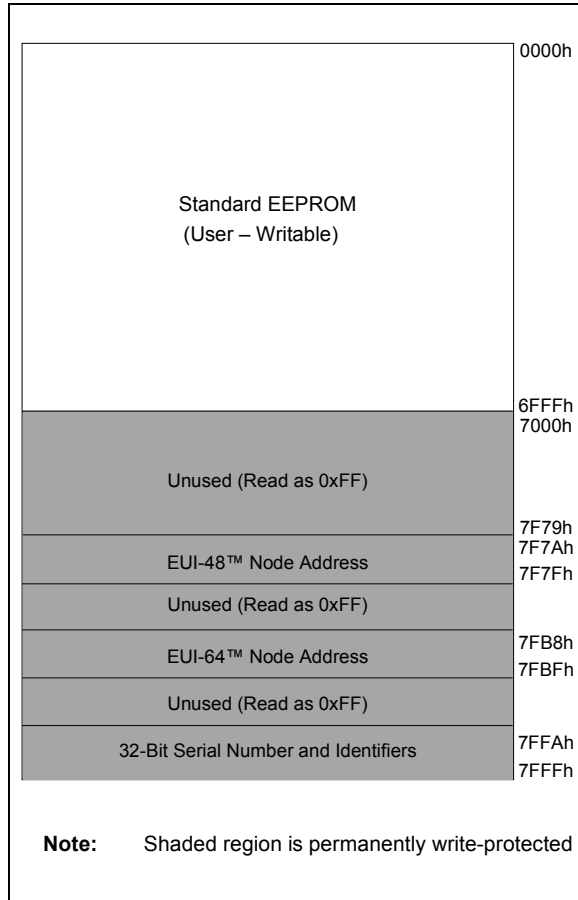 0000h
Standard EEPROM
(User – Writable)
6FFFh
7000h
Unused (Read as 0xFF)
7F79h
7F7Ah
EUI-48™ Node Address
7F7Fh
Unused (Read as 0xFF)
7FB8h
EUI-64™ Node Address
7FBFh
Unused (Read as 0xFF)
7FFAh
32-Bit Serial Number and Identifiers
7FFFh
Note: Shaded region is permanently write-protected